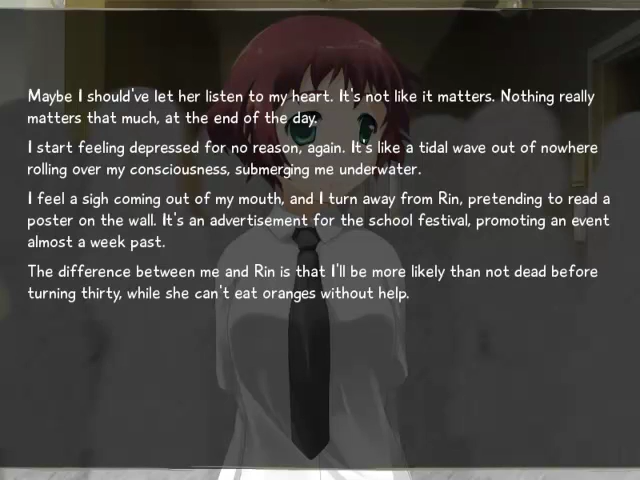 Maybe I should've let her listen to my heart. It's not like it matters. Nothing really
matters that much, at the end of the day.
I start feeling depressed for no reason, again. It's like a tidal wave out of nowhere
rolling over my consciousness, submerging me underwater.
I feel a sigh coming out of my mouth, and I turn away from Rin, pretending to read a
poster on the wall. It's an advertisement for the school festival, promoting an event
almost a week past.
The difference between me and Rin is that I'll be more likely than not dead before
turning thirty, while she can't eat oranges without help.